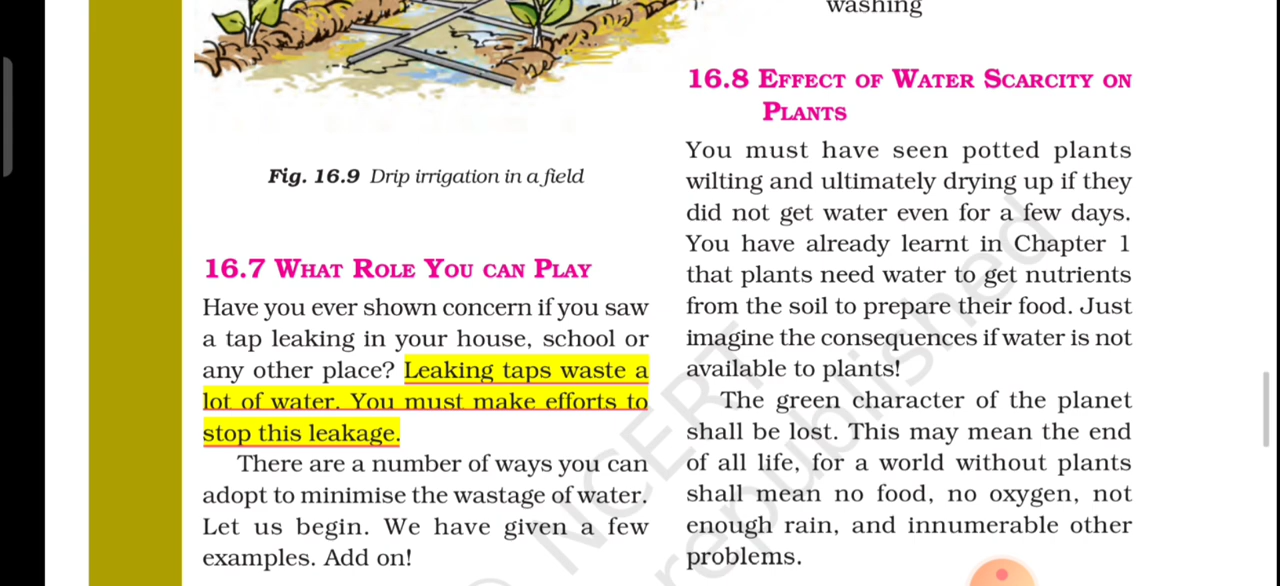 washing
Fig. 16.9 Drip irrigation in a field
16.7 WHAT ROLE YOU CAN PLAY
Have you ever shown concern if you saw
a tap leaking in your house, school or
any other place? Leaking taps waste a
lot of water. You must make efforts to
stop this leakage.
There are a number of ways you can
adopt to minimise the wastage of water.
Let us begin. We have given a few
examples. Add on!
16.8 EFFECT OF WATER SCARCITY ON
PLANTS
You must have seen potted plants
wilting and ultimately drying up if they
did not get water even for a few days.
You have already learnt in Chapter 1
that plants need water to get nutrients
from the soil to prepare their food. Just
imagine the consequences if water is not
available to plants!
The green character of the planet
shall be lost. This may mean the end
of all life, for a world without plants
shall mean no food, no oxygen, not
enough rain, and innumerable other
problems.
NCERT
republished